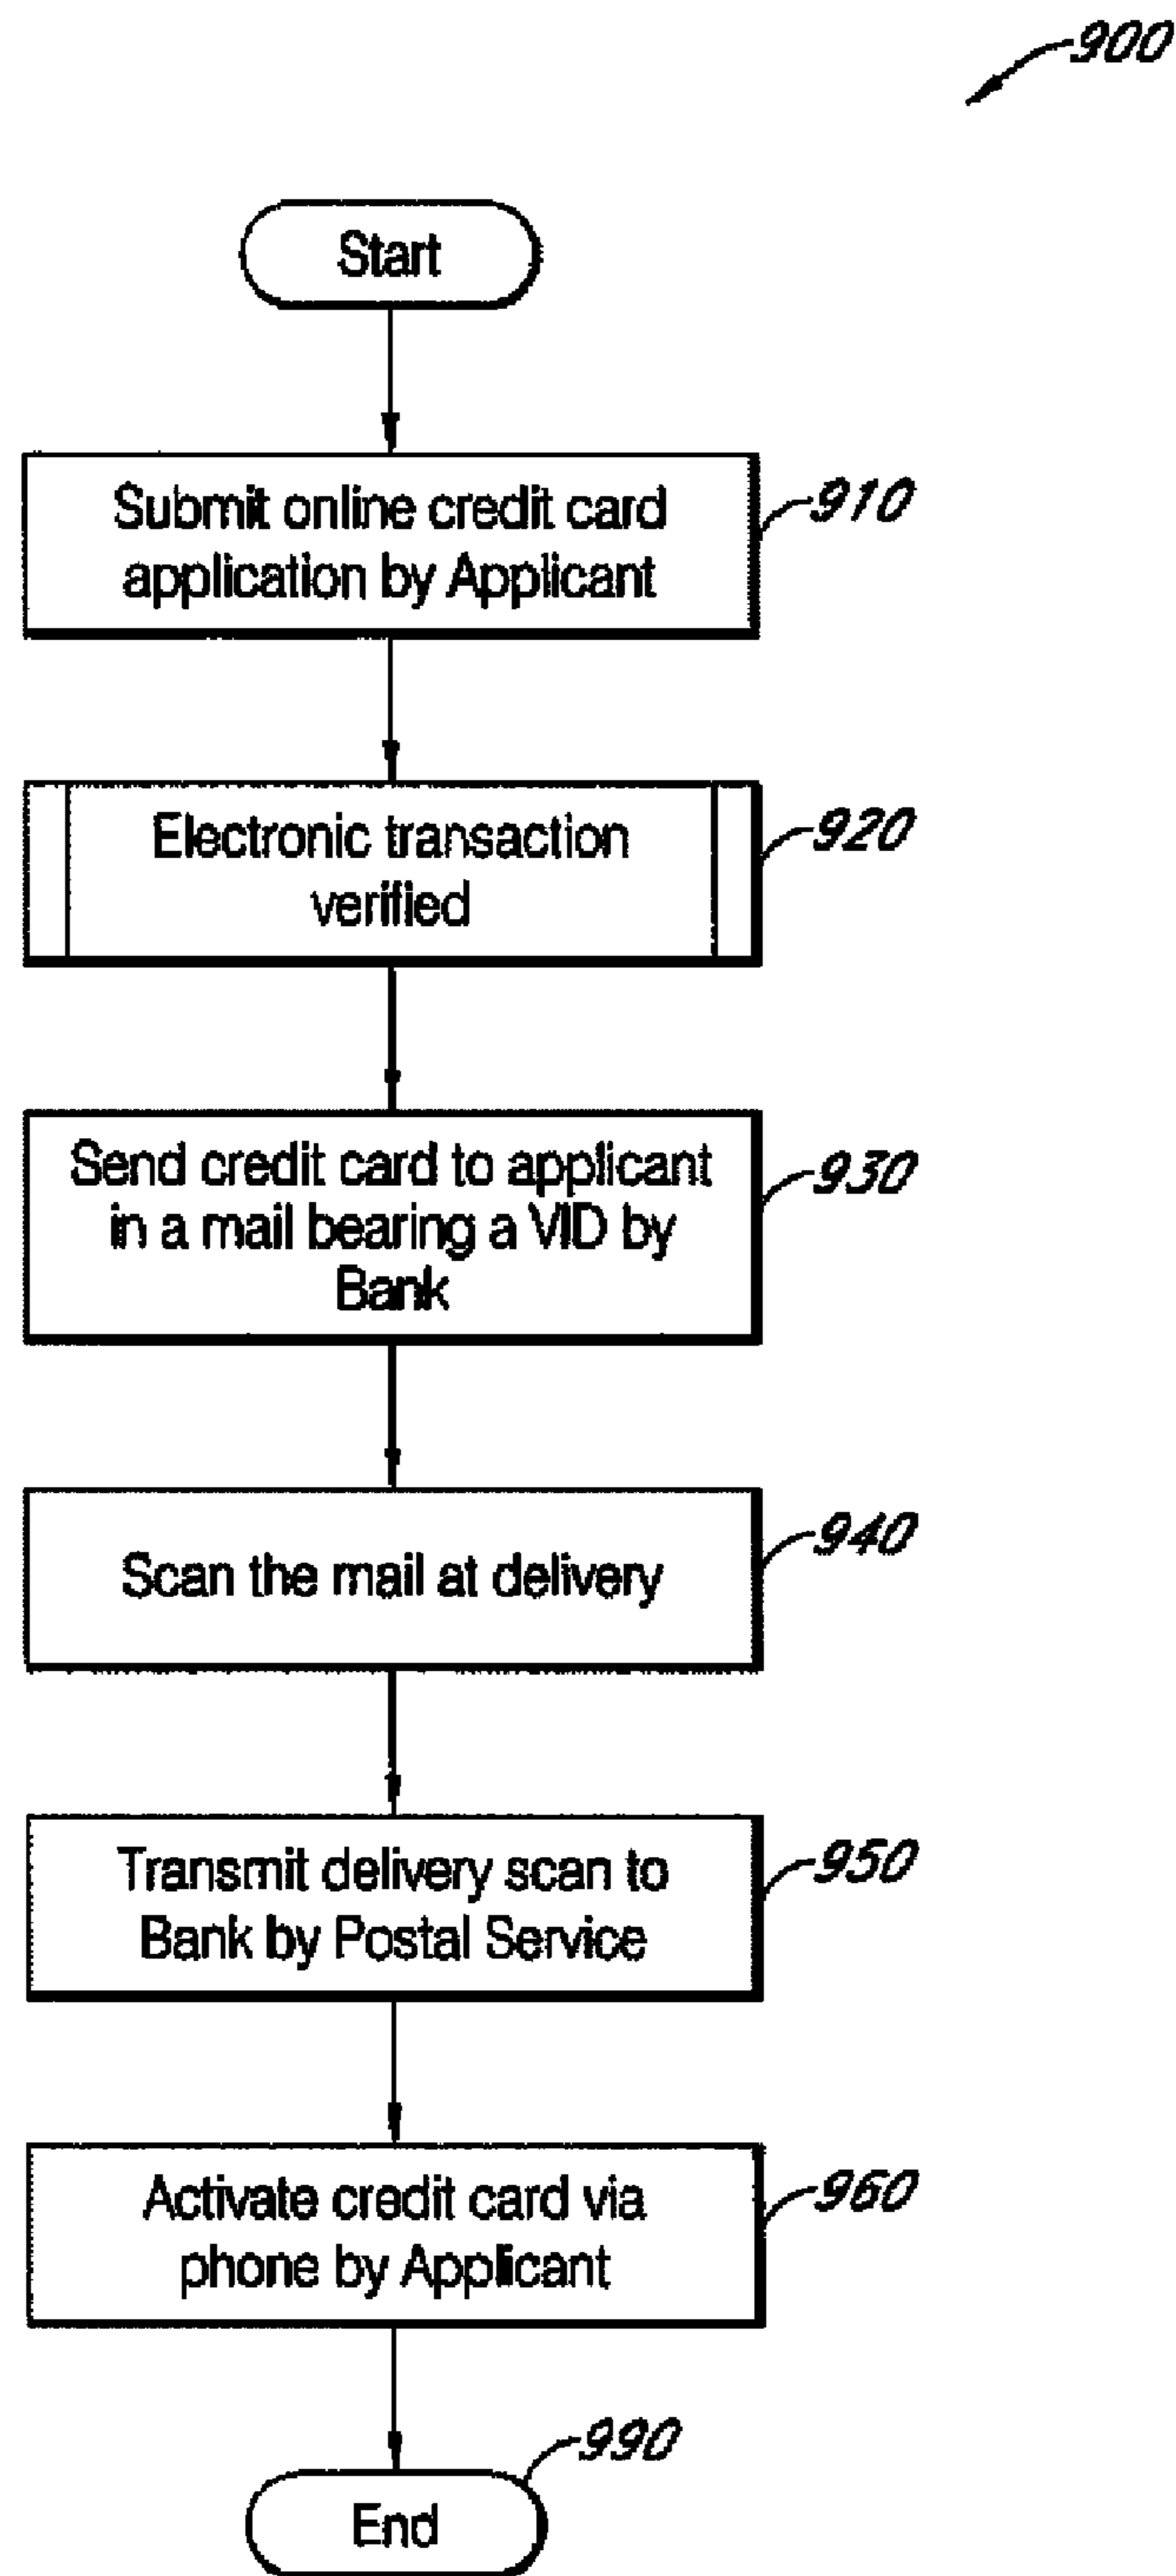 900
Start
Submit online credit card
application by Applicant
910
Electronic transaction
verified
920
Send credit card to applicant
in a mail bearing a VID by
Bank
930
Scan the mail at delivery
940
Transmit delivery scan to
Bank by Postal Service
950
Activate credit card via
phone by Applicant
960
990
End